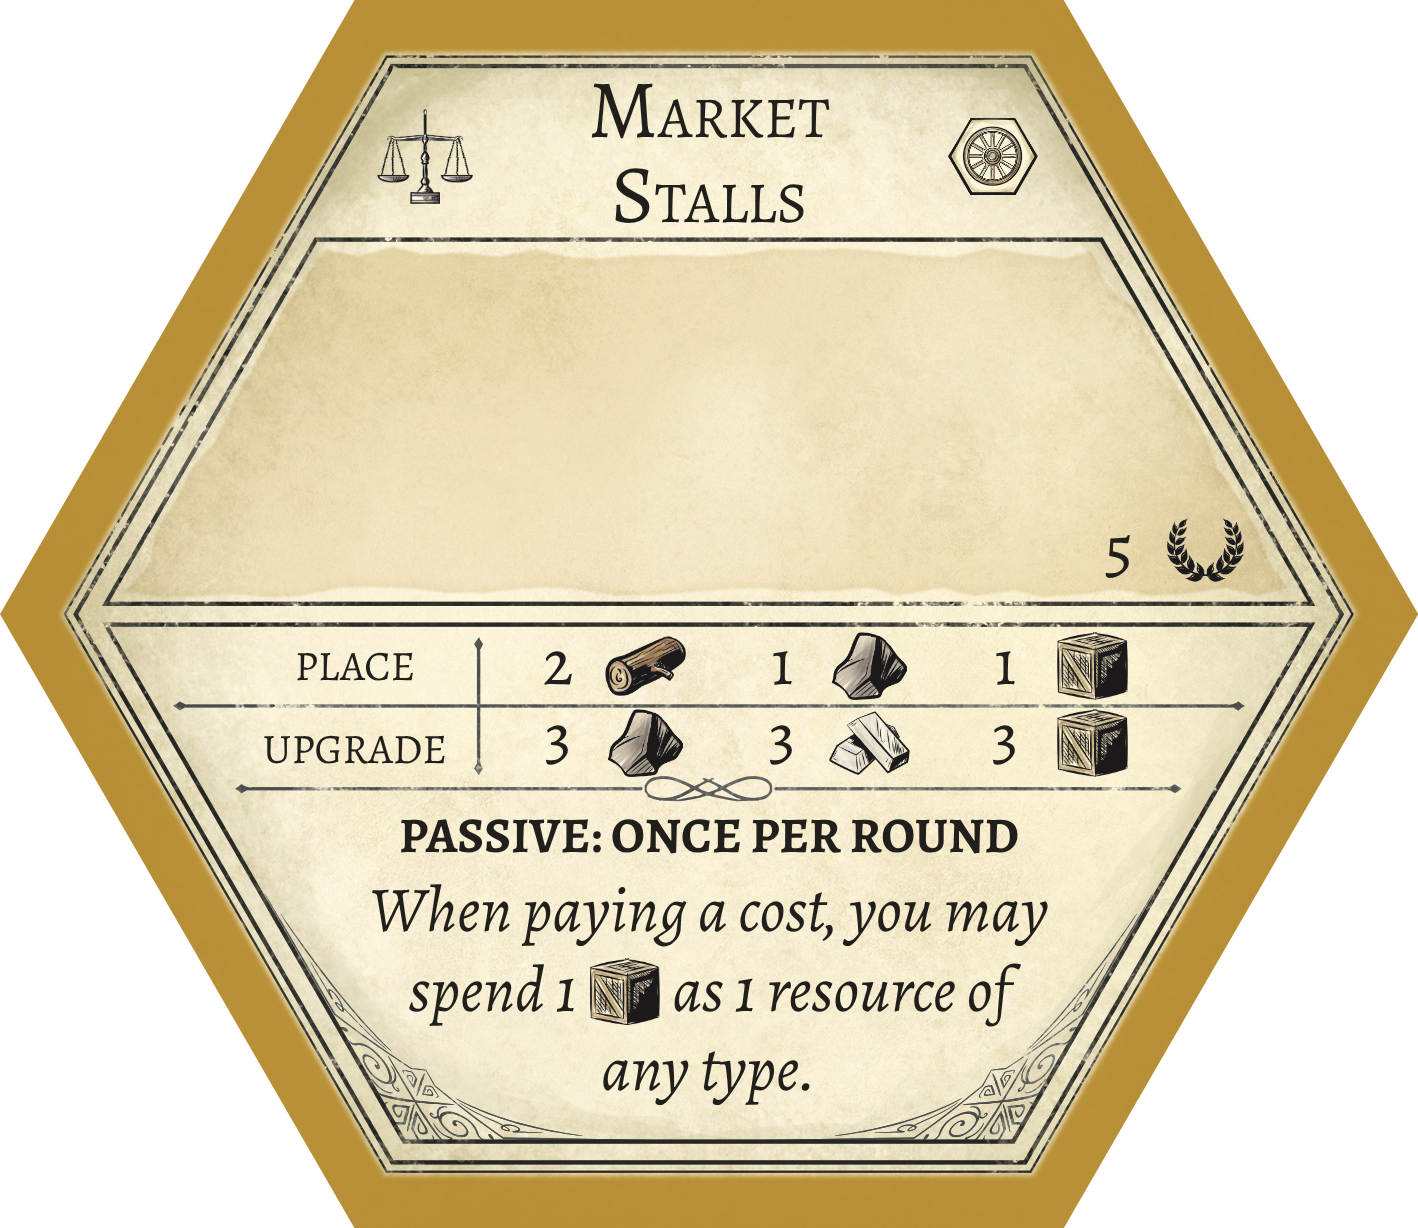 Market
Stalls
5
PLACE 2 1 1
UPGRADE 3 3 3
PASSIVE: ONCE PER ROUND
When paying a cost, you may
spend 1 as 1 resource of
any type.